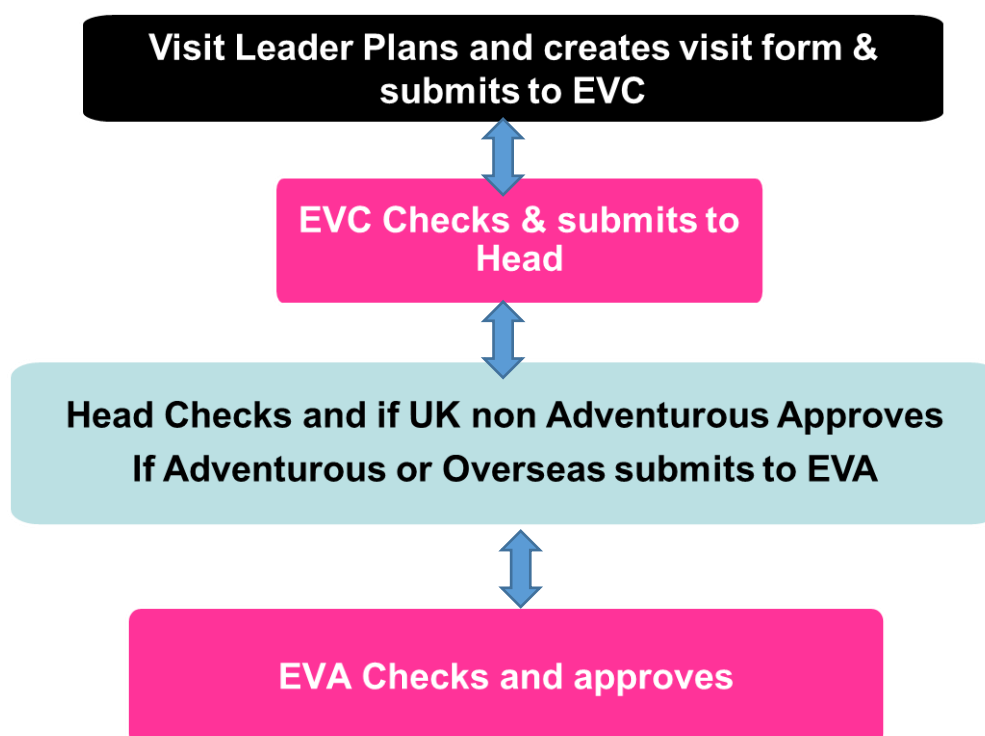 Visit Leader Plans and creates visit form &
submits to EVC
EVC Checks & submits to
Head
Head Checks and if UK non Adventurous Approves
If Adventurous or Overseas submits to EVA
EVA Checks and approves